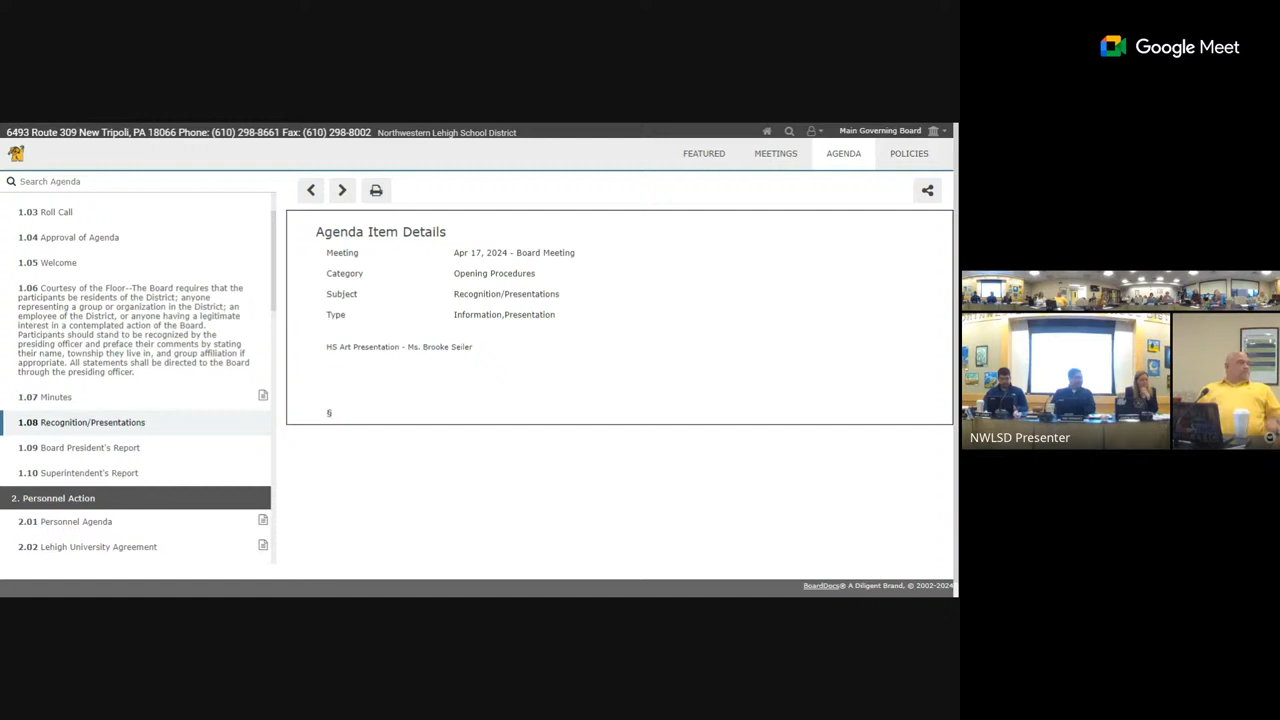 Google Meet
6493 Route 309 New Tripoli, PA 18066 Phone: (610) 298-8661 Fax: (610) 298-8002 Northwestern Lehigh School District
Main Governing Board
FEATURED MEETINGS AGENDA POLICIES
Search Agenda
1.03 Roll Call
1.04 Approval of Agenda
1.05 Welcome
1.06 Courtesy of the Floor--The Board requires that the
participants be residents of the District; anyone
representing a group or organization in the District; an
employee of the District, or anyone having a legitimate
interest in a contemplated action of the Board.
Participants should stand to be recognized by the
presiding officer and preface their comments by stating
their name, township they live in, and group affiliation if
appropriate. All statements shall be directed to the Board
through the presiding officer.
1.07 Minutes
1.08 Recognition/Presentations
1.09 Board President's Report
1.10 Superintendent's Report
2. Personnel Action
2.01 Personnel Agenda
2.02 Lehigh University Agreement
Agenda Item Details
Meeting Apr 17, 2024 - Board Meeting
Category Opening Procedures
Subject Recognition/Presentations
Type Information,Presentation
HS Art Presentation - Ms. Brooke Seiler
§
BoardDocs® A Diligent Brand, © 2002-2024
NWLSD Presenter